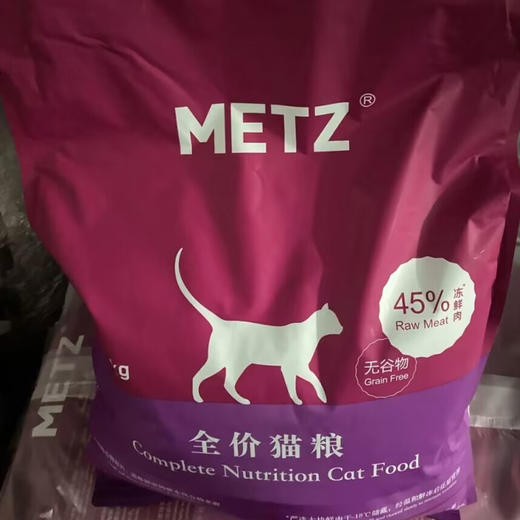 METZ®
45% 冻鲜肉*
Raw Meat
无谷物
Grain Free
kg
全价猫粮
Complete Nutrition Cat Food
METZ